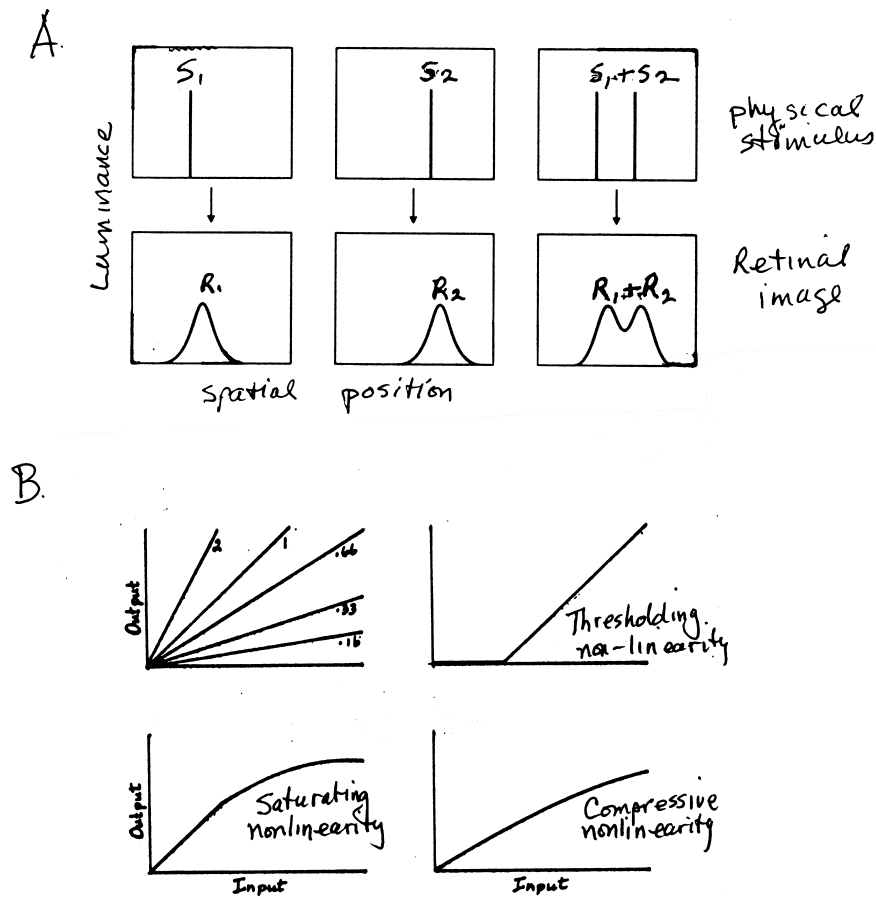 A.
S1
S2
S1+S2
physical
stimulus
Luminance
R1
R2
R1+R2
Retinal
image
spatial position
B.
Output
2
1
.66
.33
.16
Thresholding
non-linearity
Output
Saturating
nonlinearity
Input
Compressive
nonlinearity
Input